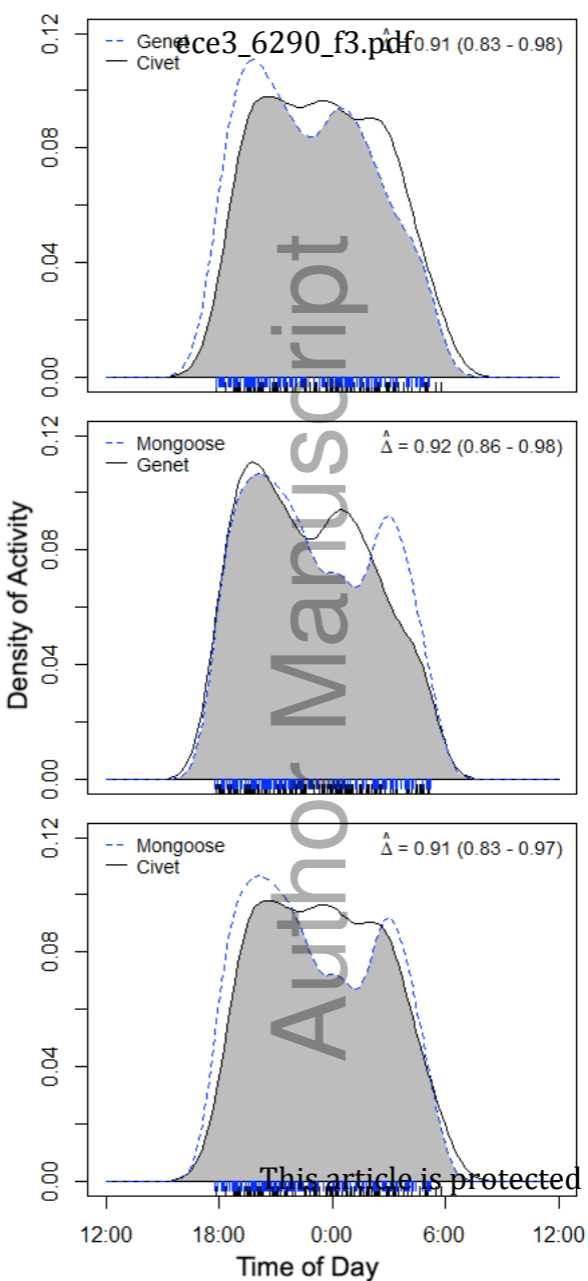 ece3_6290_f3.pdf
0.12
Genet
Civet
Δ̂ = 0.91 (0.83 - 0.98)
0.08
0.04
0.00
0.12
Mongoose
Genet
Δ̂ = 0.92 (0.86 - 0.98)
0.08
0.04
0.00
0.12
Mongoose
Civet
Δ̂ = 0.91 (0.83 - 0.97)
0.08
0.04
0.00
Density of Activity
Author Manuscript
This article is protected
12:00 18:00 0:00 6:00 12:00
Time of Day